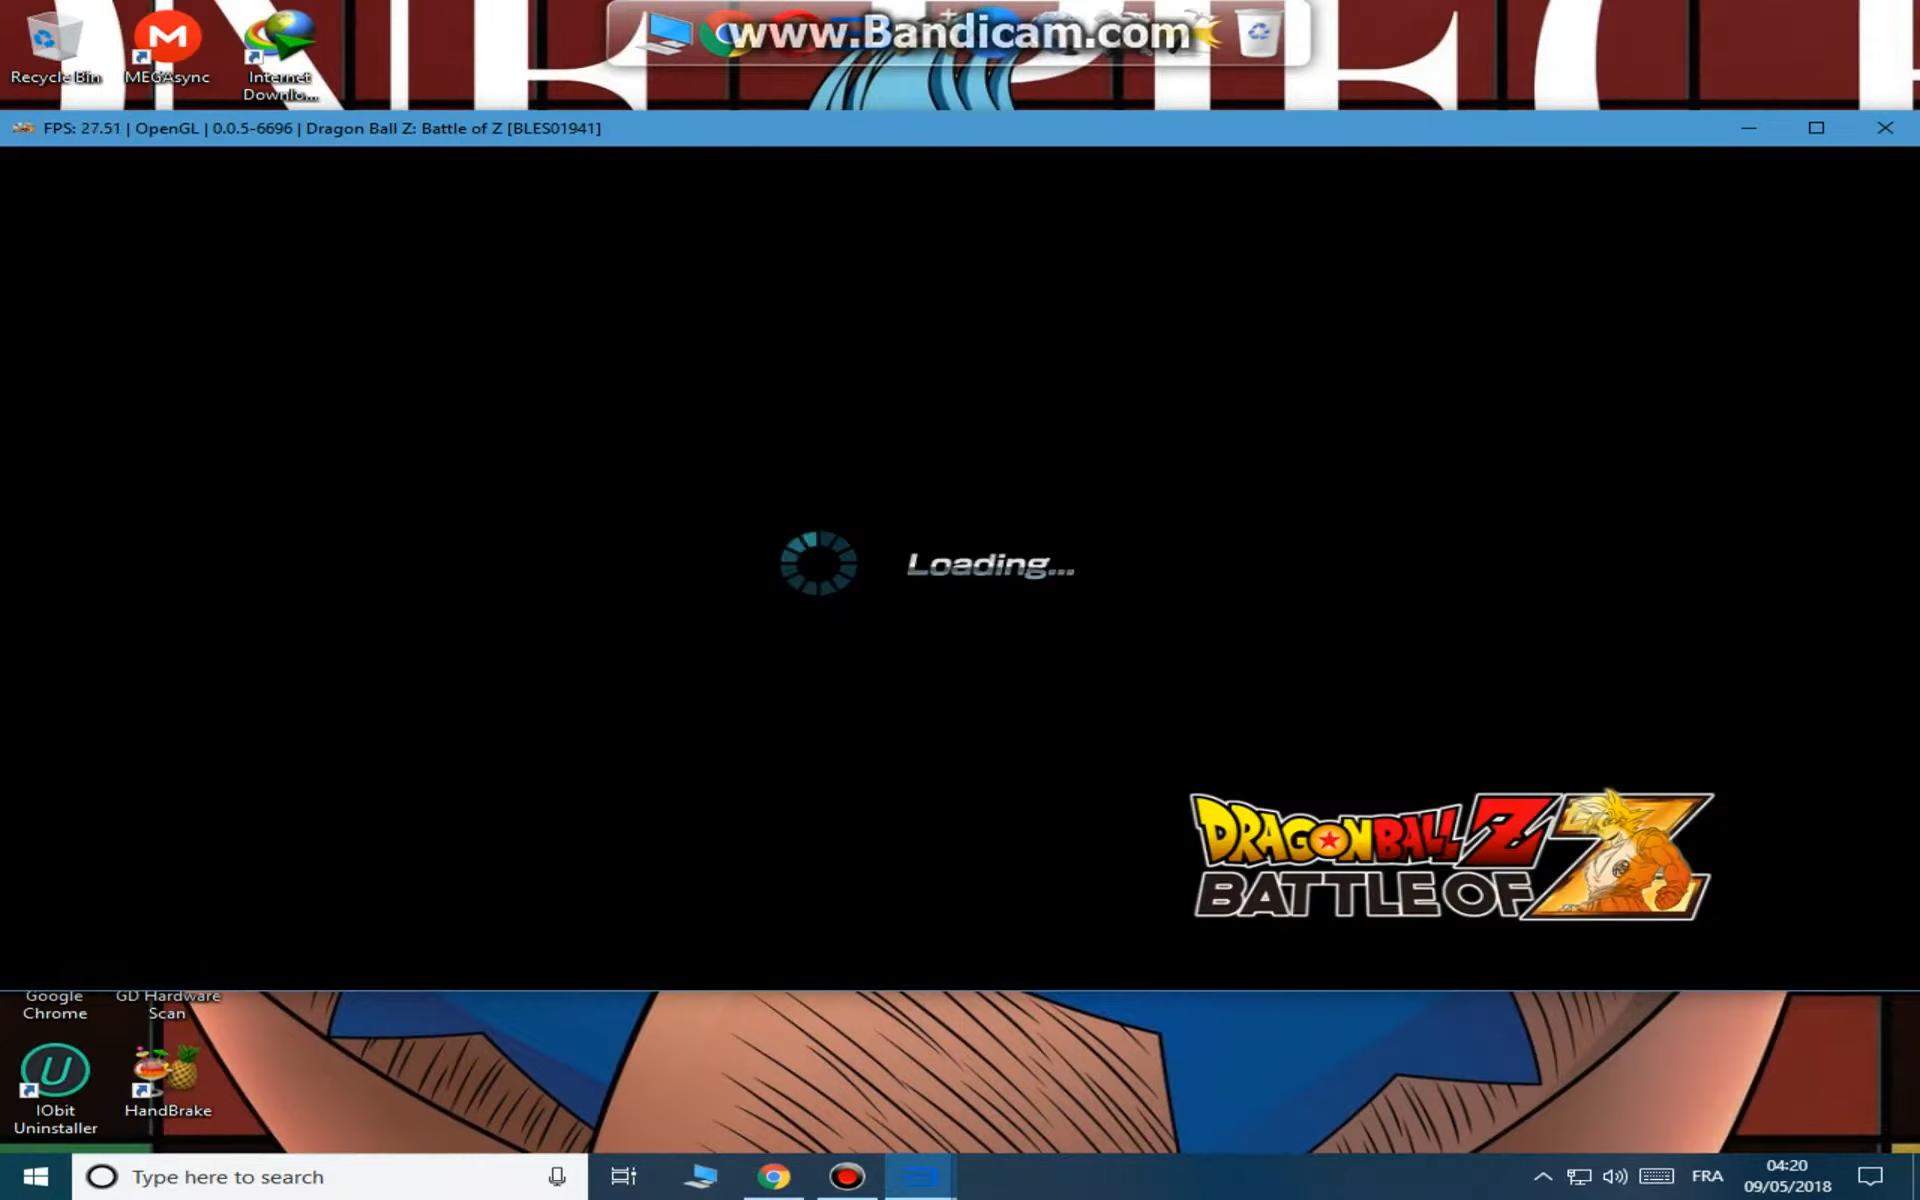 www.Bandicam.com
Recycle Bin
MEGAsync
Internet
Downlo...
FPS: 27.51 | OpenGL | 0.0.5-6696 | Dragon Ball Z: Battle of Z [BLES01941]
Loading...
DRAGONBALL Z
BATTLE OF Z
Google
Chrome
GD Hardware
Scan
IObit
Uninstaller
HandBrake
Type here to search
FRA
04:20
09/05/2018